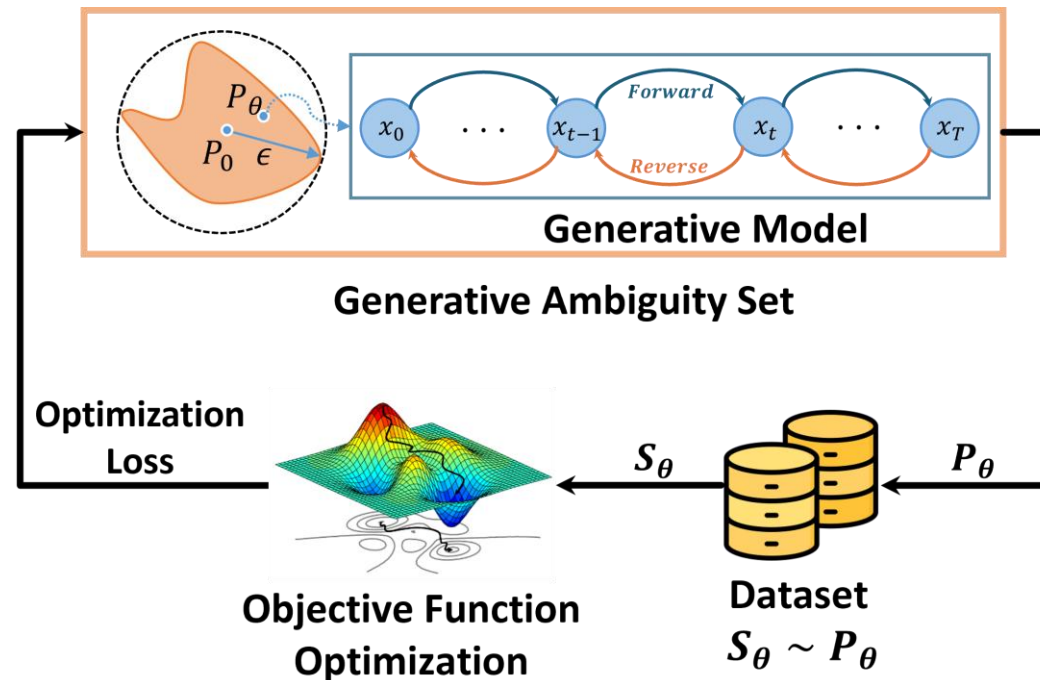 P_θ
P_0 ϵ
x_0 · · · x_{t−1} x_t · · · x_T
Forward
Reverse
Generative Model
Generative Ambiguity Set
Optimization
Loss
S_θ
P_θ
Objective Function
Optimization
Dataset
S_θ ~ P_θ